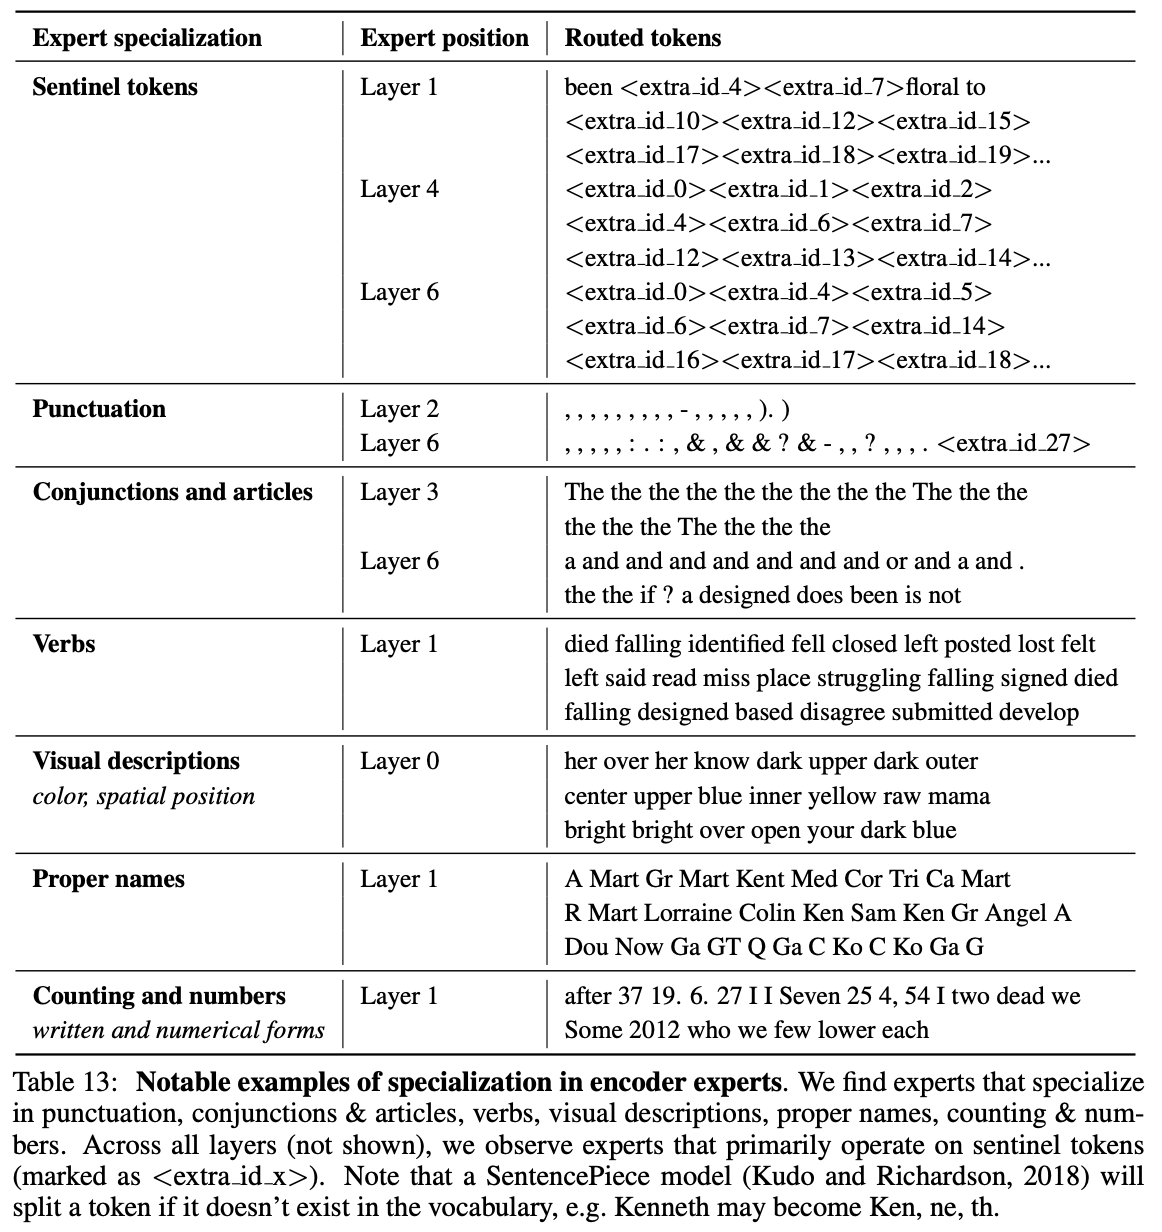 Expert specialization Expert position Routed tokens
Sentinel tokens Layer 1 been <extra_id_4><extra_id_7>floral to
<extra_id_10><extra_id_12><extra_id_15>
<extra_id_17><extra_id_18><extra_id_19>...
Layer 4 <extra_id_0><extra_id_1><extra_id_2>
<extra_id_4><extra_id_6><extra_id_7>
<extra_id_12><extra_id_13><extra_id_14>...
Layer 6 <extra_id_0><extra_id_4><extra_id_5>
<extra_id_6><extra_id_7><extra_id_14>
<extra_id_16><extra_id_17><extra_id_18>...
Punctuation Layer 2 , , , , , , , , , - , , , , , ). )
Layer 6 , , , , , : . : , & , & & ? & - , , ? , , , . <extra_id_27>
Conjunctions and articles Layer 3 The the the the the the the the the The the the
the the the The the the the
Layer 6 a and and and and and and and or and a and .
the the if ? a designed does been is not
Verbs Layer 1 died falling identified fell closed left posted lost felt
left said read miss place struggling falling signed died
falling designed based disagree submitted develop
Visual descriptions Layer 0 her over her know dark upper dark outer
color, spatial position center upper blue inner yellow raw mama
bright bright over open your dark blue
Proper names Layer 1 A Mart Gr Mart Kent Med Cor Tri Ca Mart
R Mart Lorraine Colin Ken Sam Ken Gr Angel A
Dou Now Ga GT Q Ga C Ko C Ko Ga G
Counting and numbers Layer 1 after 37 19. 6. 27 I I Seven 25 4, 54 I two dead we
written and numerical forms Some 2012 who we few lower each
Table 13: Notable examples of specialization in encoder experts. We find experts that specialize
in punctuation, conjunctions & articles, verbs, visual descriptions, proper names, counting & num-
bers. Across all layers (not shown), we observe experts that primarily operate on sentinel tokens
(marked as <extra_id_x>). Note that a SentencePiece model (Kudo and Richardson, 2018) will
split a token if it doesn't exist in the vocabulary, e.g. Kenneth may become Ken, ne, th.